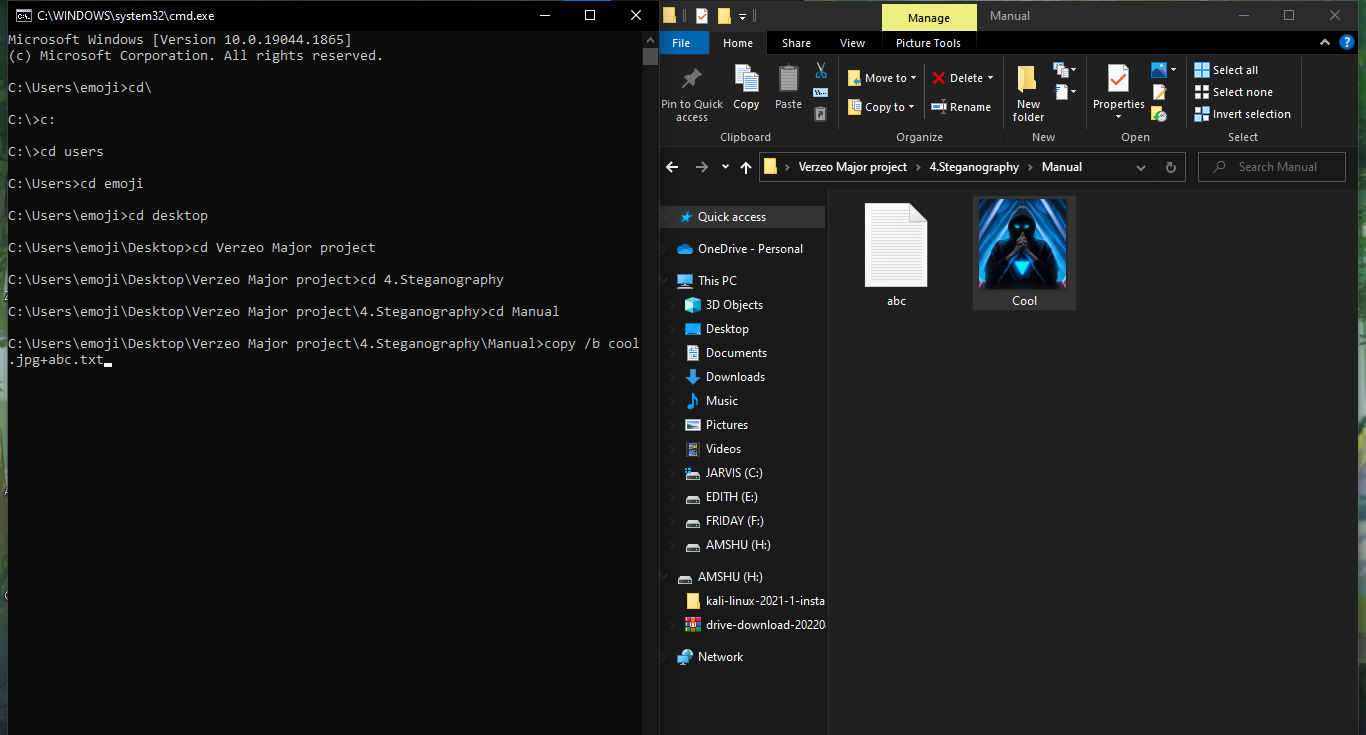 C:\WINDOWS\system32\cmd.exe
Microsoft Windows [Version 10.0.19044.1865]
(c) Microsoft Corporation. All rights reserved.
C:\Users\emoji>cd\
C:\>c:
C:\>cd users
C:\Users>cd emoji
C:\Users\emoji>cd desktop
C:\Users\emoji\Desktop>cd Verzeo Major project
C:\Users\emoji\Desktop\Verzeo Major project>cd 4.Steganography
C:\Users\emoji\Desktop\Verzeo Major project\4.Steganography>cd Manual
C:\Users\emoji\Desktop\Verzeo Major project\4.Steganography\Manual>copy /b cool
.jpg+abc.txt
Manage
Manual
File
Home
Share
View
Picture Tools
Pin to Quick
access
Copy
Paste
Clipboard
Move to
Copy to
Delete
Rename
Organize
New
folder
New
Properties
Open
Select all
Select none
Invert selection
Select
Verzeo Major project
4.Steganography
Manual
Search Manual
Quick access
OneDrive - Personal
This PC
3D Objects
Desktop
Documents
Downloads
Music
Pictures
Videos
JARVIS (C:)
EDITH (E:)
FRIDAY (F:)
AMSHU (H:)
AMSHU (H:)
kali-linux-2021-1-insta
drive-download-20220
Network
abc
Cool